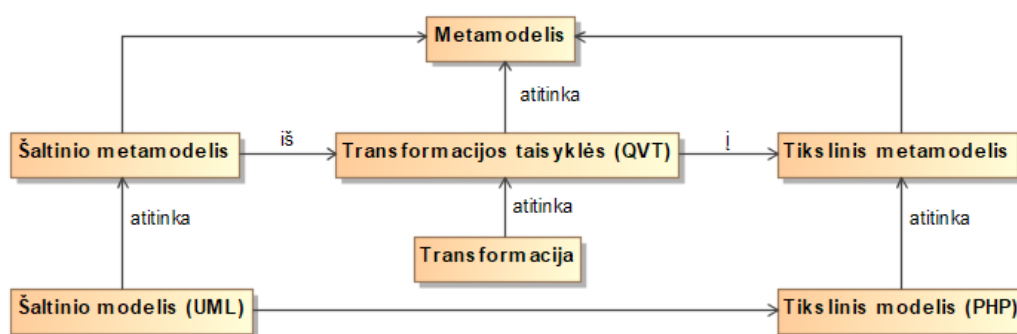 Metamodelis
atitinka
Šaltinio metamodelis
iš
Transformacijos taisyklės (QVT)
į
Tikslinis metamodelis
atitinka
atitinka
atitinka
Transformacija
Šaltinio modelis (UML)
Tikslinis modelis (PHP)